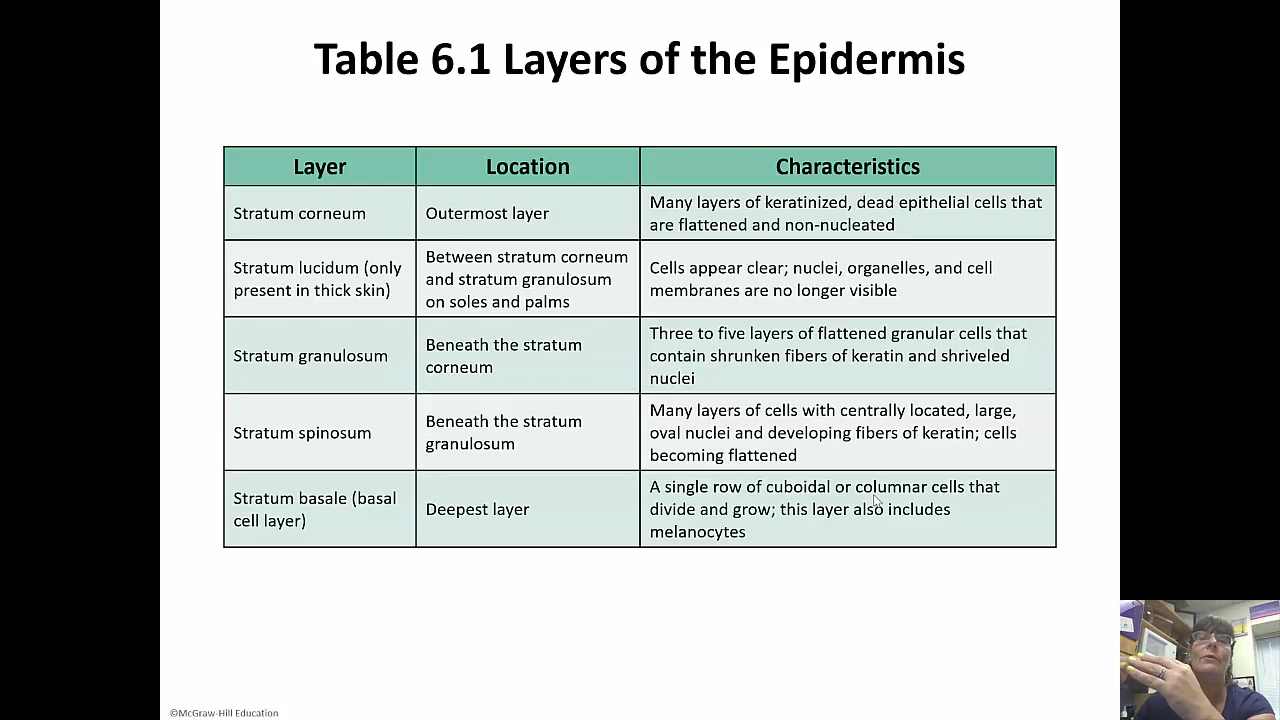 Table 6.1 Layers of the Epidermis
Layer
Location
Characteristics
Stratum corneum
Outermost layer
Many layers of keratinized, dead epithelial cells that
are flattened and non-nucleated
Stratum lucidum (only
present in thick skin)
Between stratum corneum
and stratum granulosum
on soles and palms
Cells appear clear; nuclei, organelles, and cell
membranes are no longer visible
Stratum granulosum
Beneath the stratum
corneum
Three to five layers of flattened granular cells that
contain shrunken fibers of keratin and shriveled
nuclei
Stratum spinosum
Beneath the stratum
granulosum
Many layers of cells with centrally located, large,
oval nuclei and developing fibers of keratin; cells
becoming flattened
Stratum basale (basal
cell layer)
Deepest layer
A single row of cuboidal or columnar cells that
divide and grow; this layer also includes
melanocytes
©McGraw-Hill Education